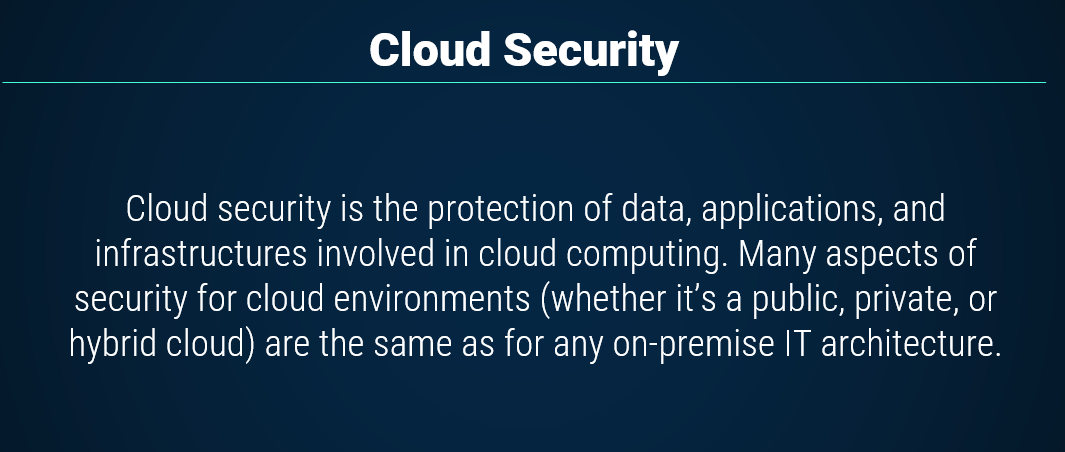 Cloud Security
Cloud security is the protection of data, applications, and
infrastructures involved in cloud computing. Many aspects of
security for cloud environments (whether it’s a public, private, or
hybrid cloud) are the same as for any on-premise IT architecture.